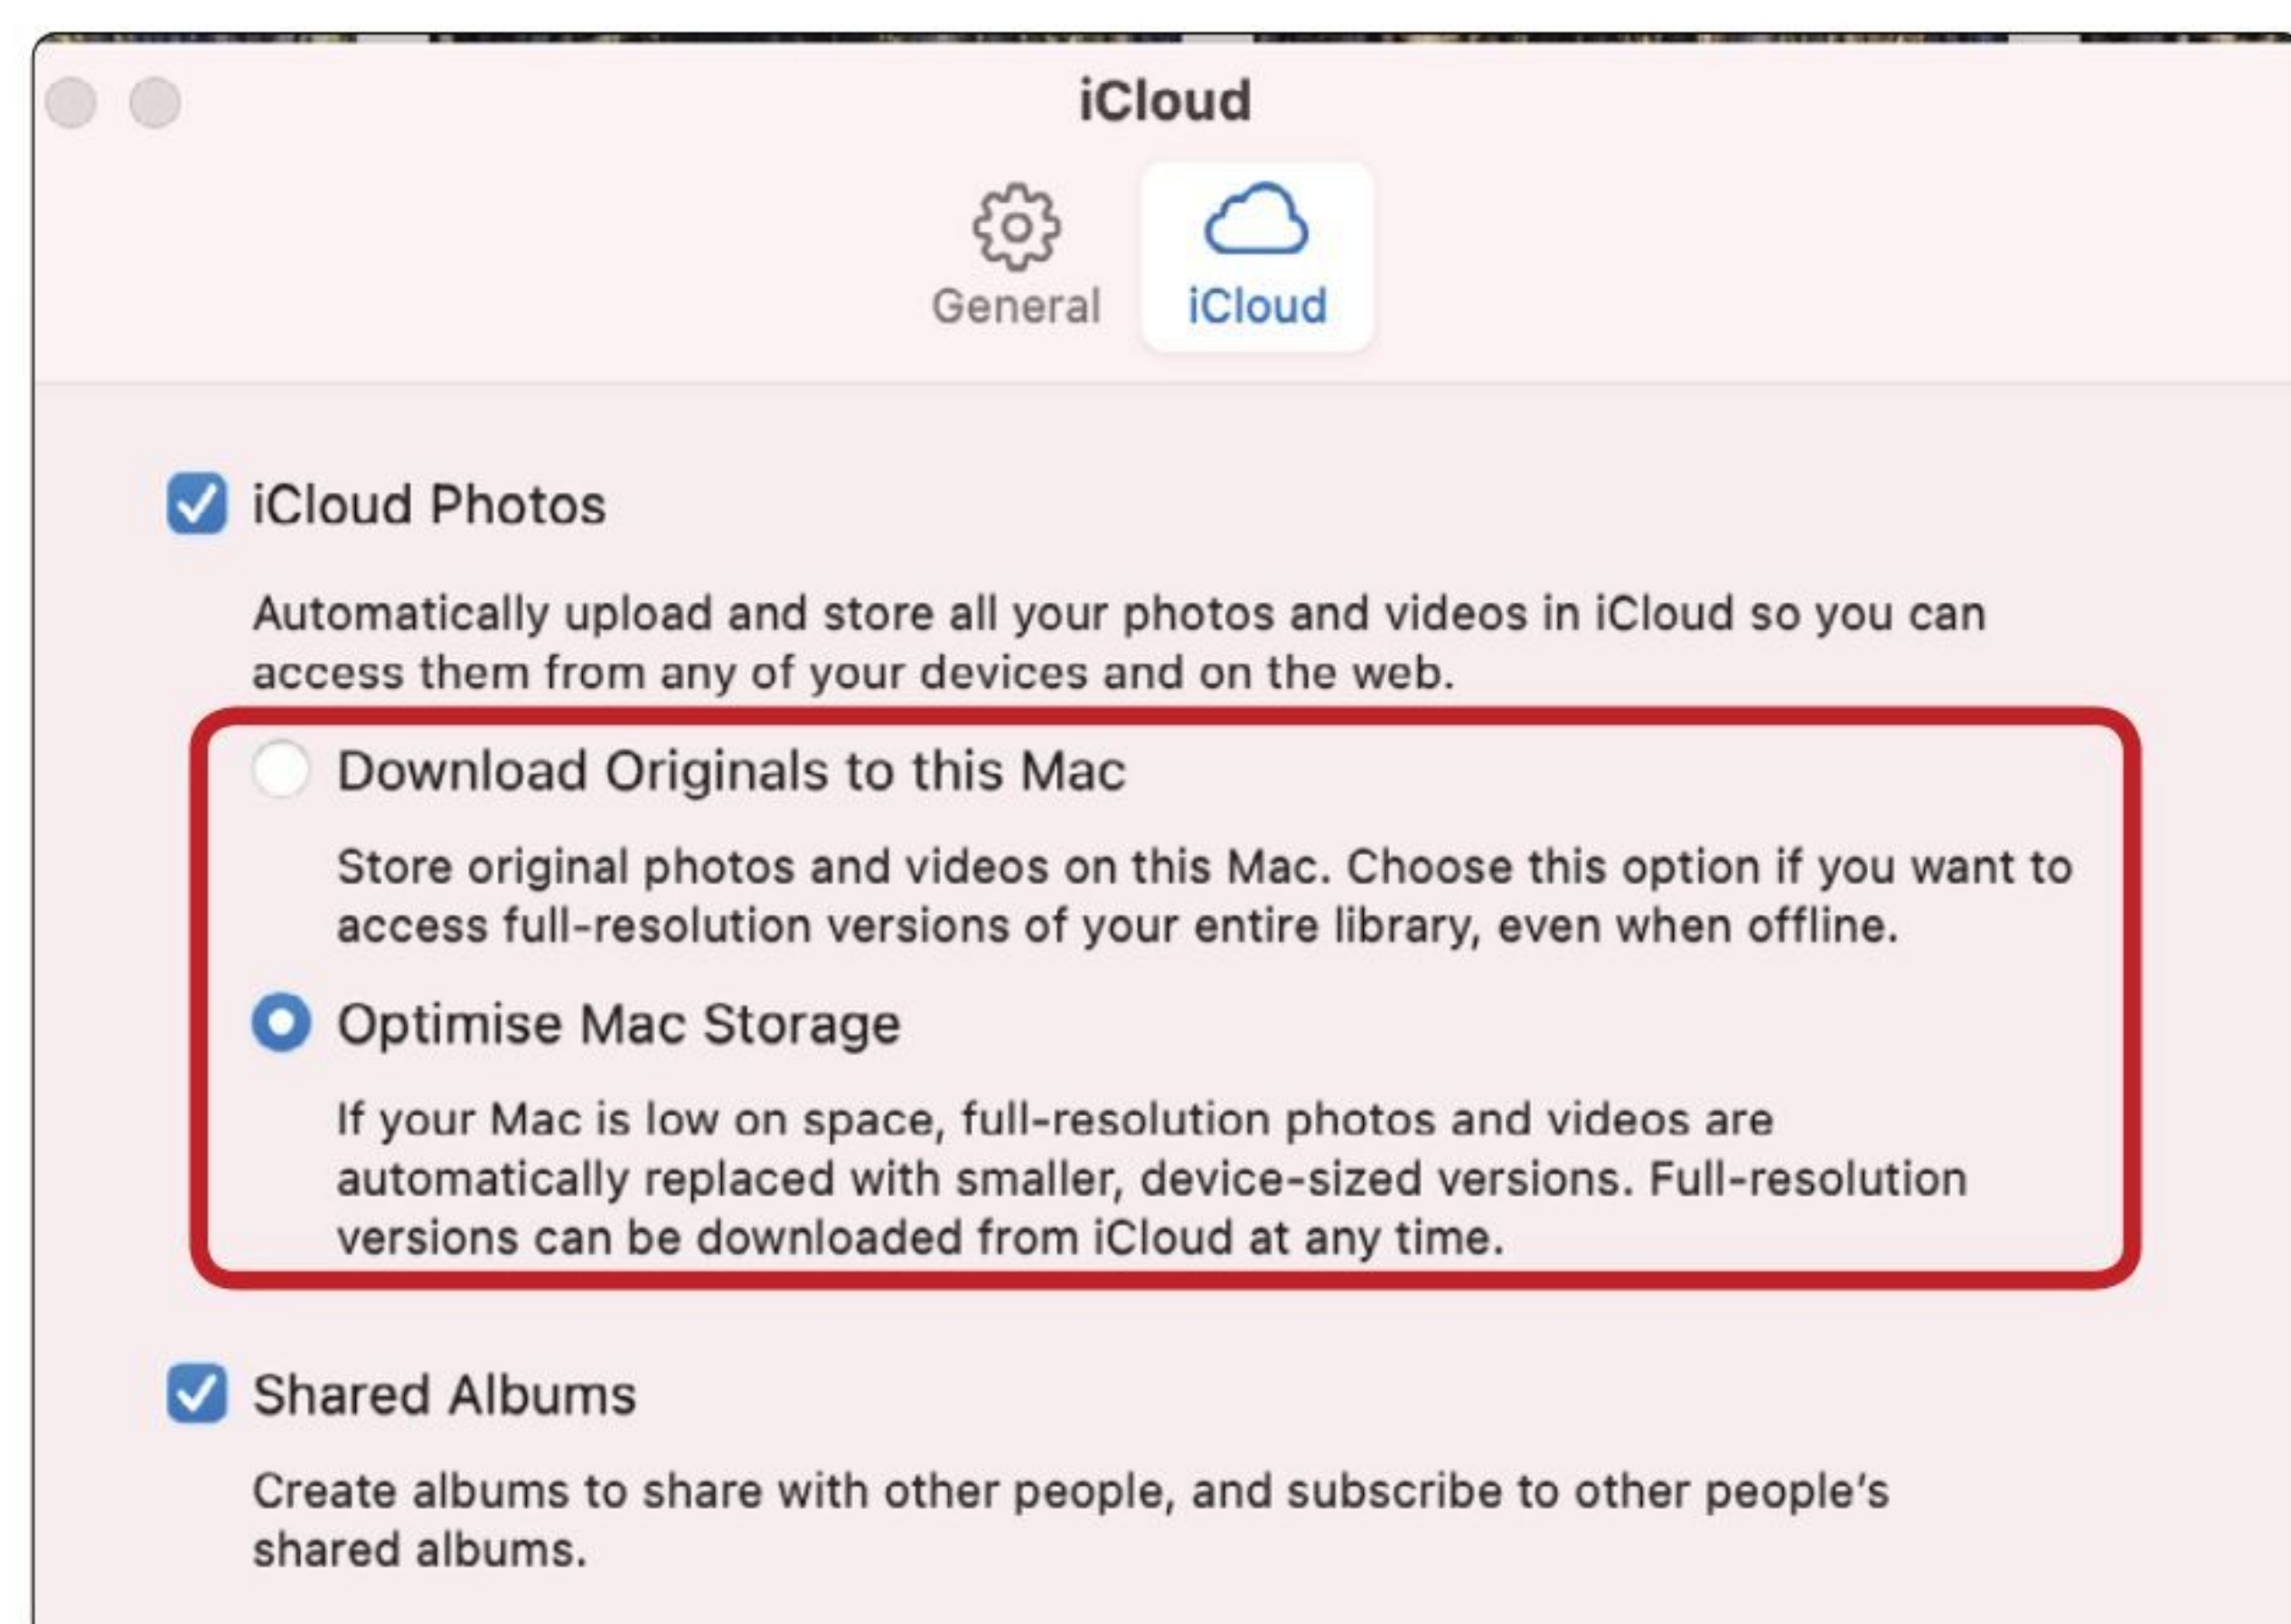 iCloud
General
iCloud
iCloud Photos
Automatically upload and store all your photos and videos in iCloud so you can
access them from any of your devices and on the web.
Download Originals to this Mac
Store original photos and videos on this Mac. Choose this option if you want to
access full-resolution versions of your entire library, even when offline.
Optimise Mac Storage
If your Mac is low on space, full-resolution photos and videos are
automatically replaced with smaller, device-sized versions. Full-resolution
versions can be downloaded from iCloud at any time.
Shared Albums
Create albums to share with other people, and subscribe to other people's
shared albums.